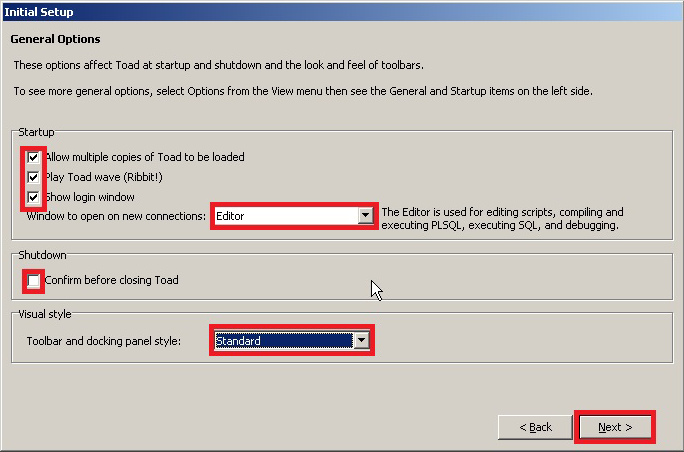 Initial Setup
General Options
These options affect Toad at startup and shutdown and the look and feel of toolbars.
To see more general options, select Options from the View menu then see the General and Startup items on the left side.
Startup
Allow multiple copies of Toad to be loaded
Play Toad wave (Ribbit!)
Show login window
Window to open on new connections: Editor
The Editor is used for editing scripts, compiling and
executing PLSQL, executing SQL, and debugging.
Shutdown
Confirm before closing Toad
Visual style
Toolbar and docking panel style: Standard
< Back Next >